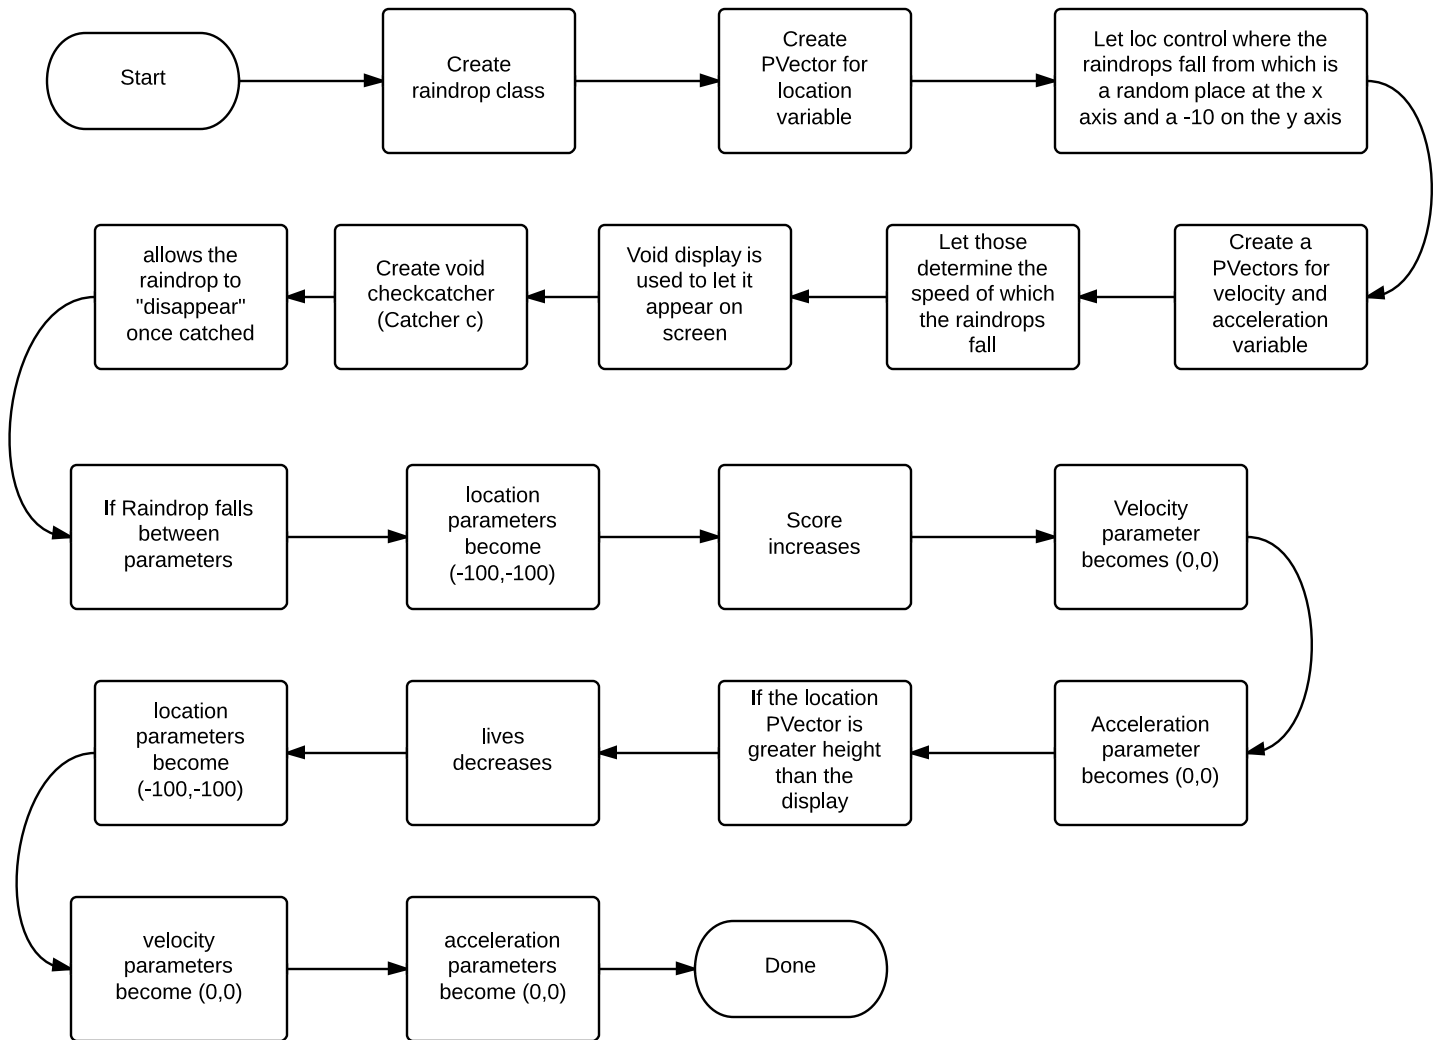 Start
Create
raindrop class
Create
PVector for
location
variable
Let loc control where the
raindrops fall from which is
a random place at the x
axis and a -10 on the y axis
Create a
PVectors for
velocity and
acceleration
variable
Let those
determine the
speed of which
the raindrops
fall
Void display is
used to let it
appear on
screen
Create void
checkcatcher
(Catcher c)
allows the
raindrop to
"disappear"
once catched
If Raindrop falls
between
parameters
location
parameters
become
(-100,-100)
Score
increases
Velocity
parameter
becomes (0,0)
Acceleration
parameter
becomes (0,0)
If the location
PVector is
greater height
than the
display
lives
decreases
location
parameters
become
(-100,-100)
velocity
parameters
become (0,0)
acceleration
parameters
become (0,0)
Done